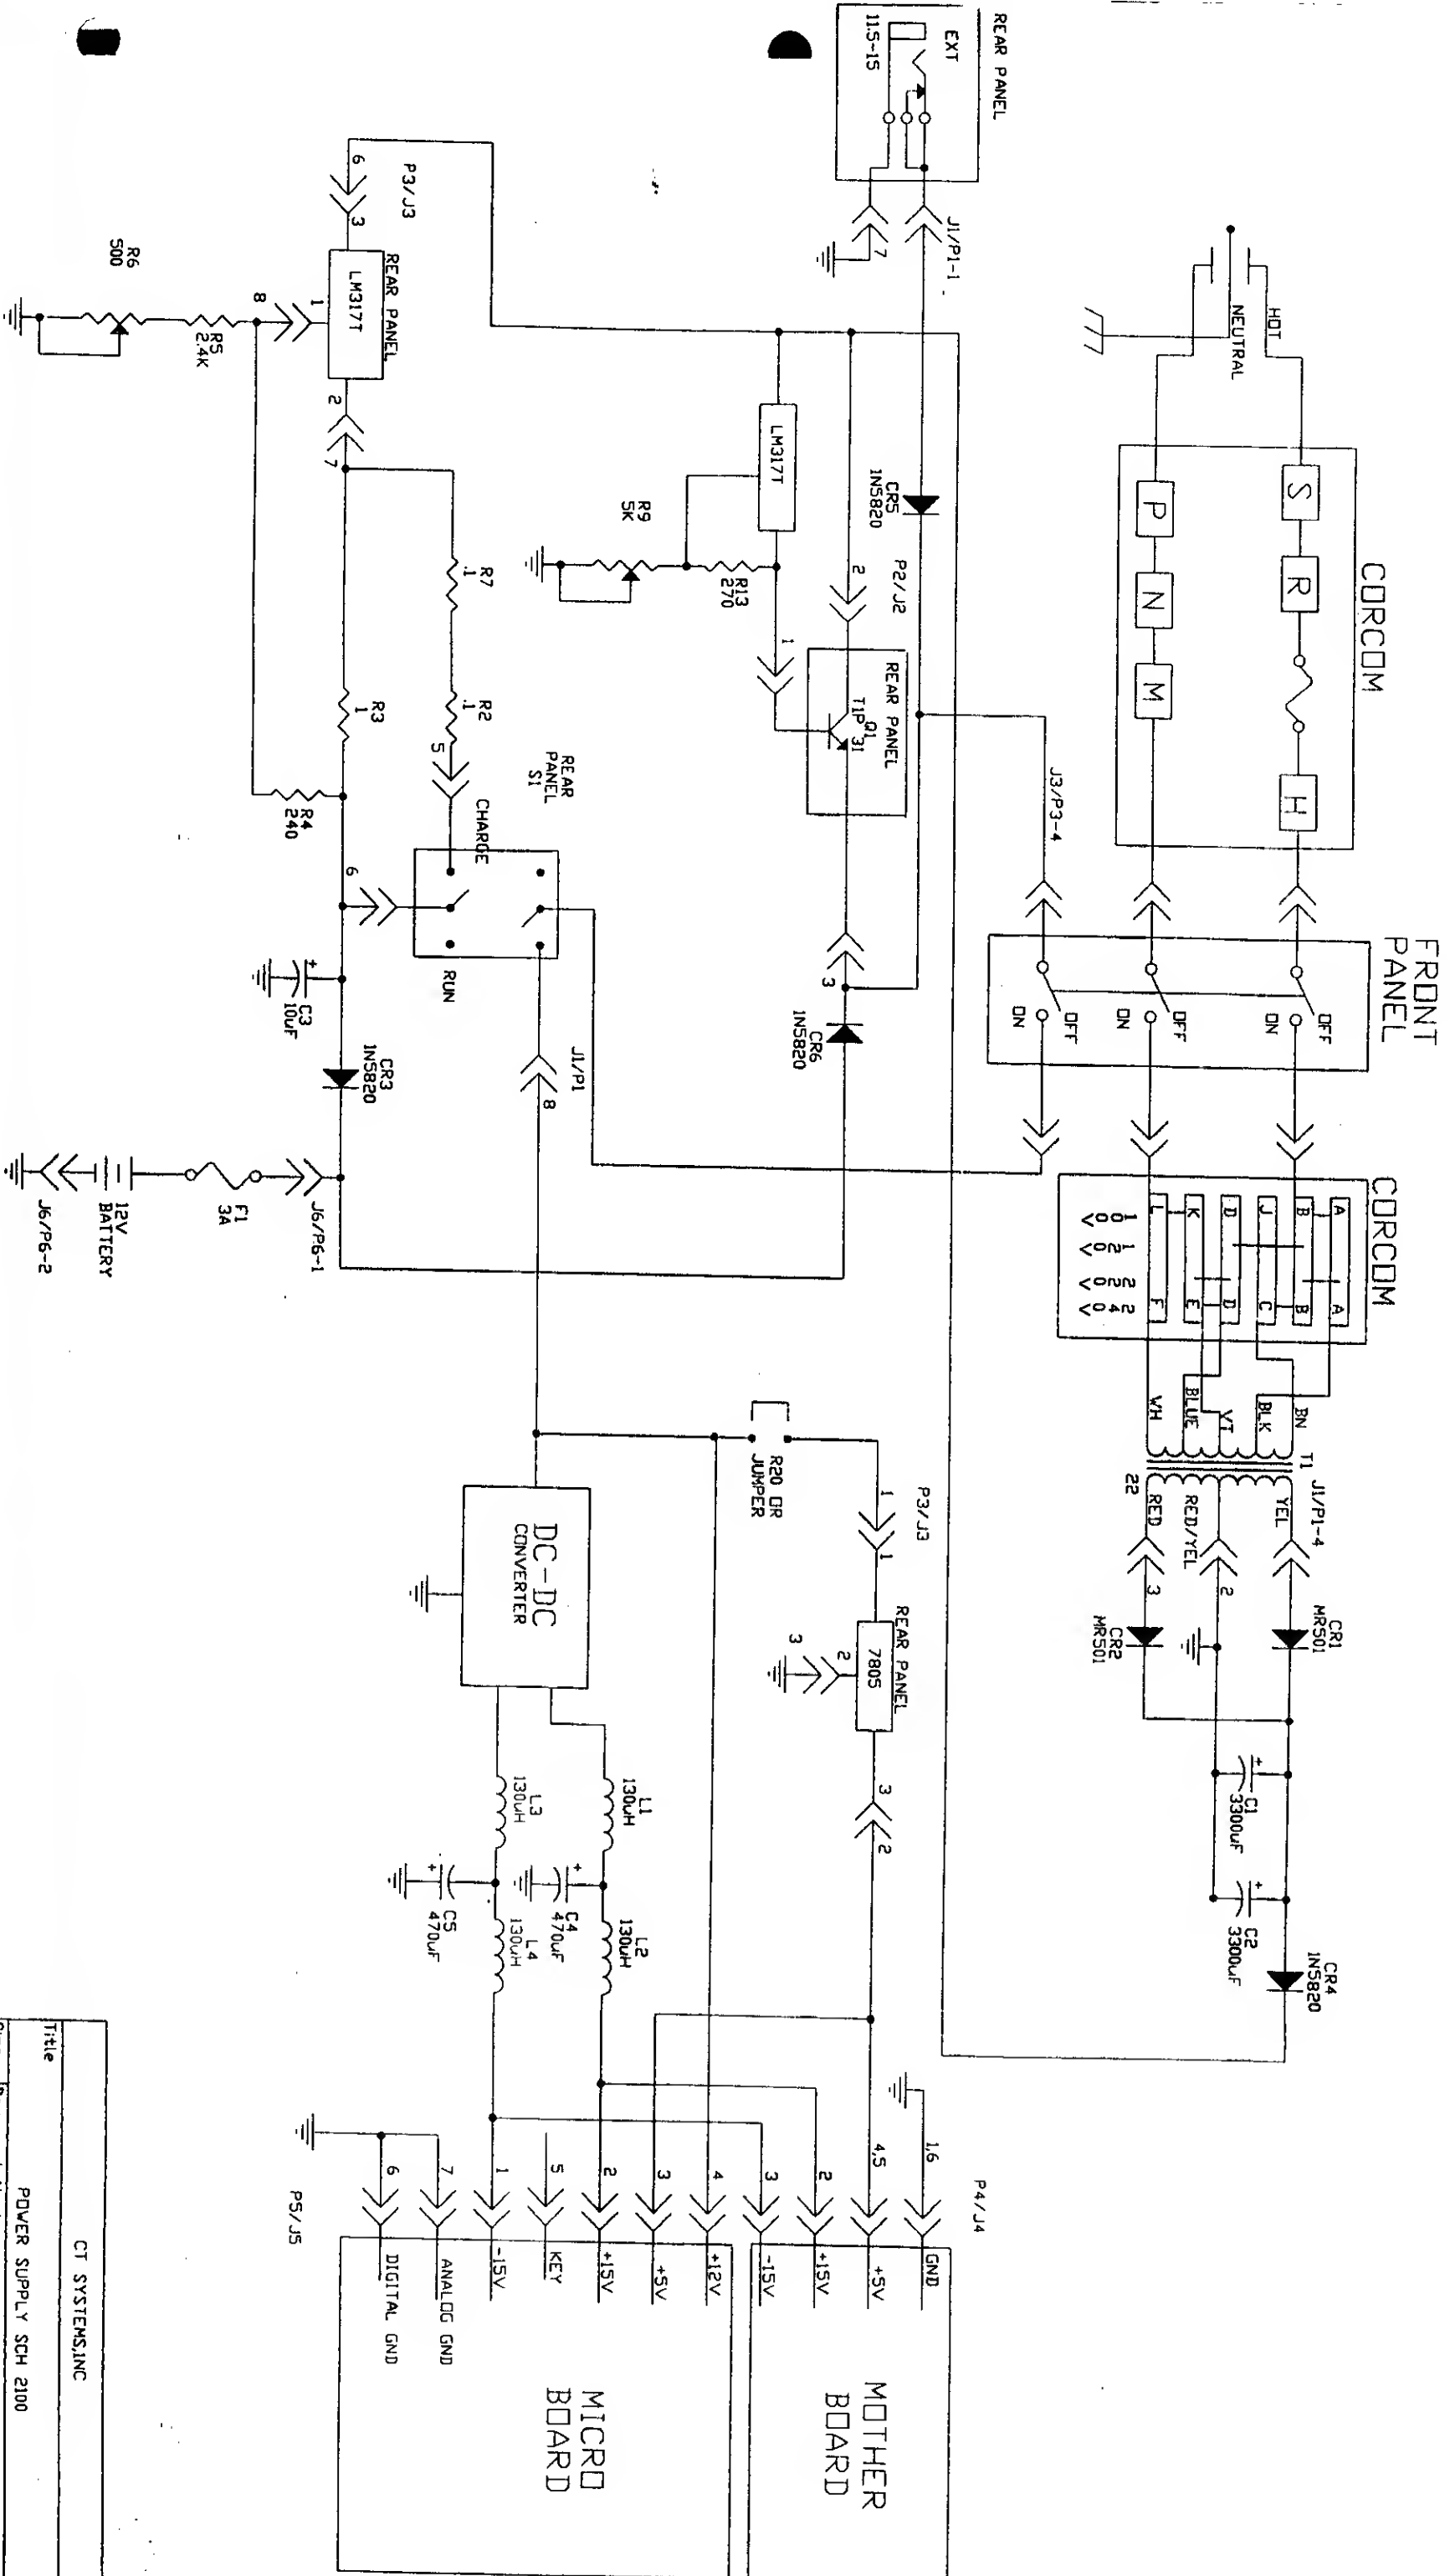 REAR PANEL
EXT
11.5-15
J1/P1-1
7
HOT
NEUTRAL
CORCOM
S
R
H
P
N
M
FRONT
PANEL
OFF
ON
OFF
ON
OFF
ON
J3/P3-4
CORCOM
A
B
J
D
K
L
A
B
C
D
E
F
100V
120V
220V
240V
BN
BLK
VT
BLUE
WH
T1
22
J1/P1-4
YEL
RED/YEL
RED
2
3
CR1
MR501
CR2
MR501
+
C1
3300uF
+
C2
3300uF
CR4
1N5820
CR5
1N5820
P2/J2
2
REAR PANEL
Q1
T1P
31
1
3
CR6
1N5820
LM317T
R13
270
R9
5K
P3/J3
6
3
REAR PANEL
LM317T
1
8
2
7
R5
2.4K
R6
500
R7
.1
R2
.1
5
R3
1
R4
240
REAR
PANEL
S1
CHARGE
RUN
6
J1/P1
8
+
C3
10uF
CR3
1N5820
J6/P6-1
F1
3A
12V
BATTERY
J6/P6-2
R20 OR
JUMPER
P3/J3
1
1
REAR PANEL
7805
2
3
3
2
DC-DC
CONVERTER
L1
130uH
L2
130uH
L3
130uH
L4
130uH
+
C4
470uF
+
C5
470uF
P4/J4
1,6
GND
4,5
+5V
2
+15V
3
-15V
MOTHER
BOARD
4
+12V
3
+5V
2
+15V
5
KEY
1
-15V
7
ANALOG GND
6
DIGITAL GND
P5/J5
MICRO
BOARD
CT SYSTEMS,INC
Title
POWER SUPPLY SCH 2100